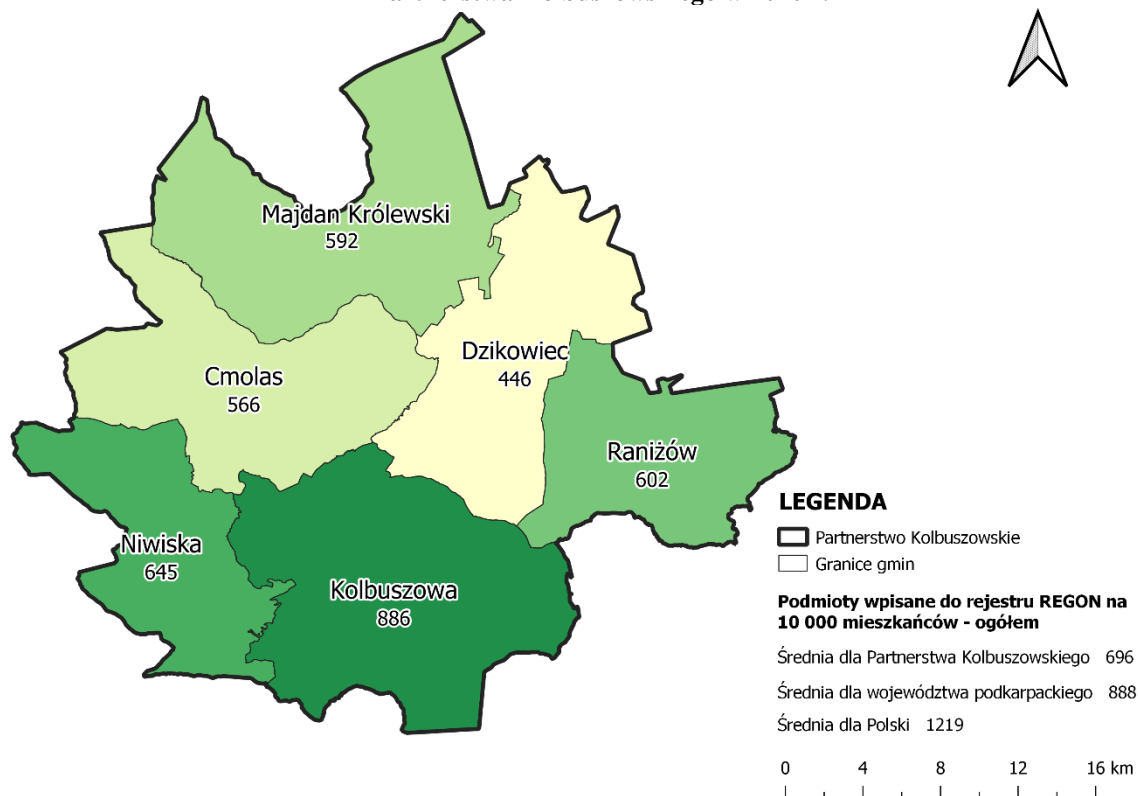 Majdan Królewski
592
Dzikowiec
446
Cmolas
566
Raniżów
602
Niwiska
645
Kolbuszowa
886
LEGENDA
Partnerstwo Kolbuszowskie
Granice gmin
Podmioty wpisane do rejestru REGON na
10 000 mieszkańców - ogółem
Średnia dla Partnerstwa Kolbuszowskiego 696
Średnia dla województwa podkarpackiego 888
Średnia dla Polski 1219
0 4 8 12 16 km